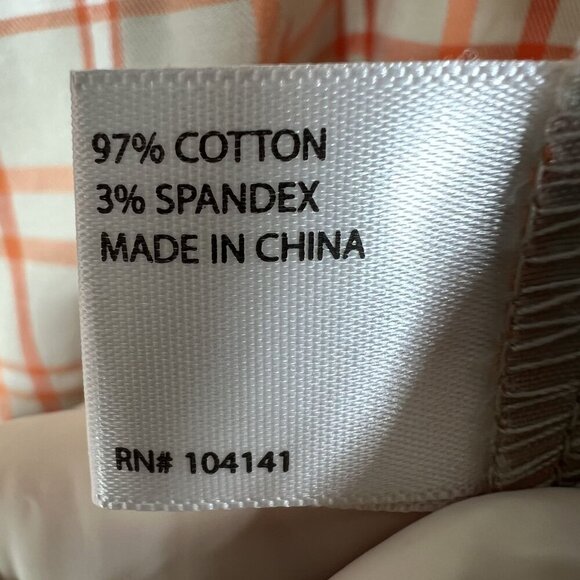 97% COTTON
3% SPANDEX
MADE IN CHINA
RN# 104141